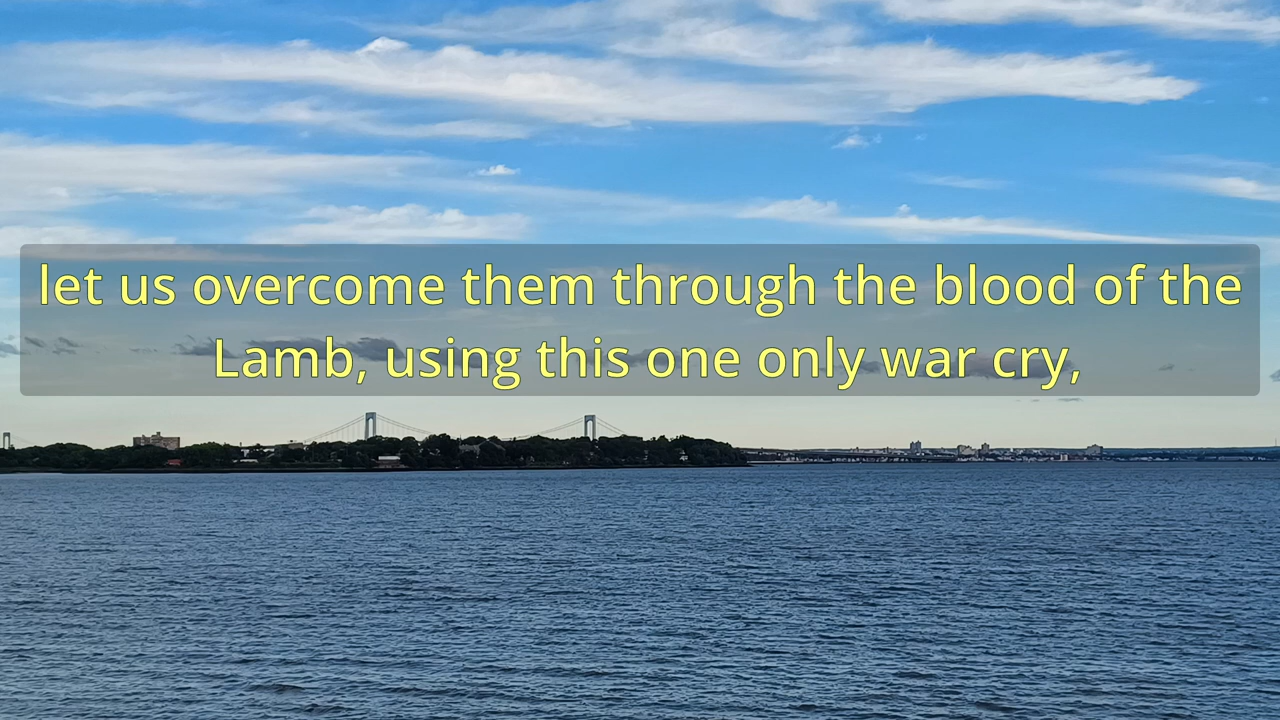 let us overcome them through the blood of the
Lamb, using this one only war cry,